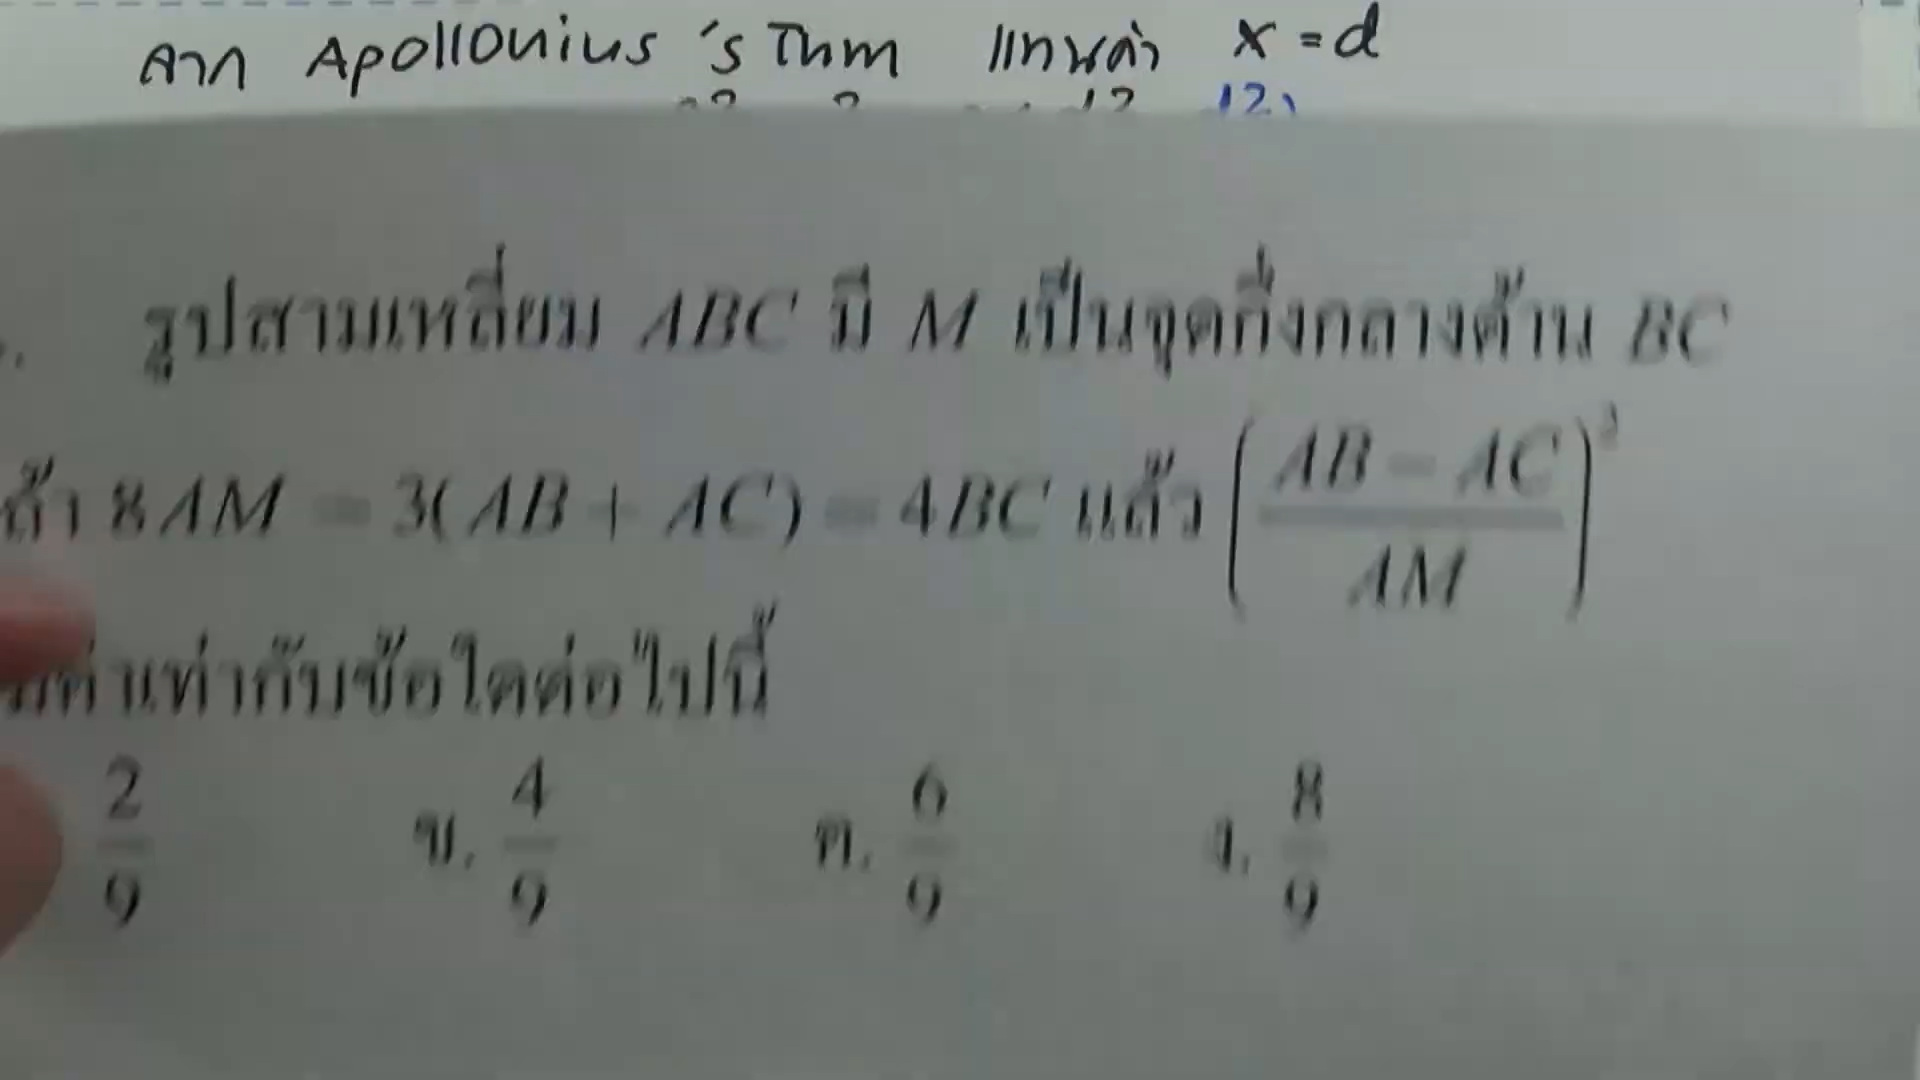 จาก Apollonius 's Thm แทนค่า x = d
รูปสามเหลี่ยม ABC มี M เป็นจุดกึ่งกลางด้าน BC
ถ้า 8AM = 3(AB + AC) = 4BC แล้ว ((AB - AC)/AM)²
มีค่าเท่ากับข้อใดต่อไปนี้
2/9 ข. 4/9 ค. 6/9 ง. 8/9